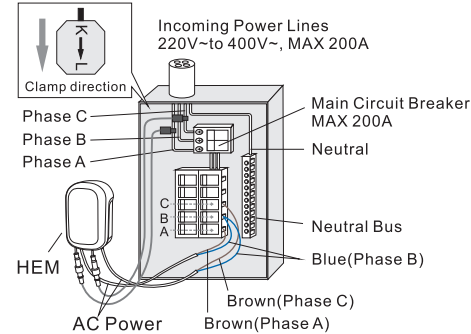 K
L
Clamp direction
Incoming Power Lines
220V~to 400V~, MAX 200A
Phase C
Phase B
Phase A
Main Circuit Breaker
MAX 200A
Neutral
C
B
A
Neutral Bus
HEM
Blue(Phase B)
Brown(Phase C)
AC Power
Brown(Phase A)